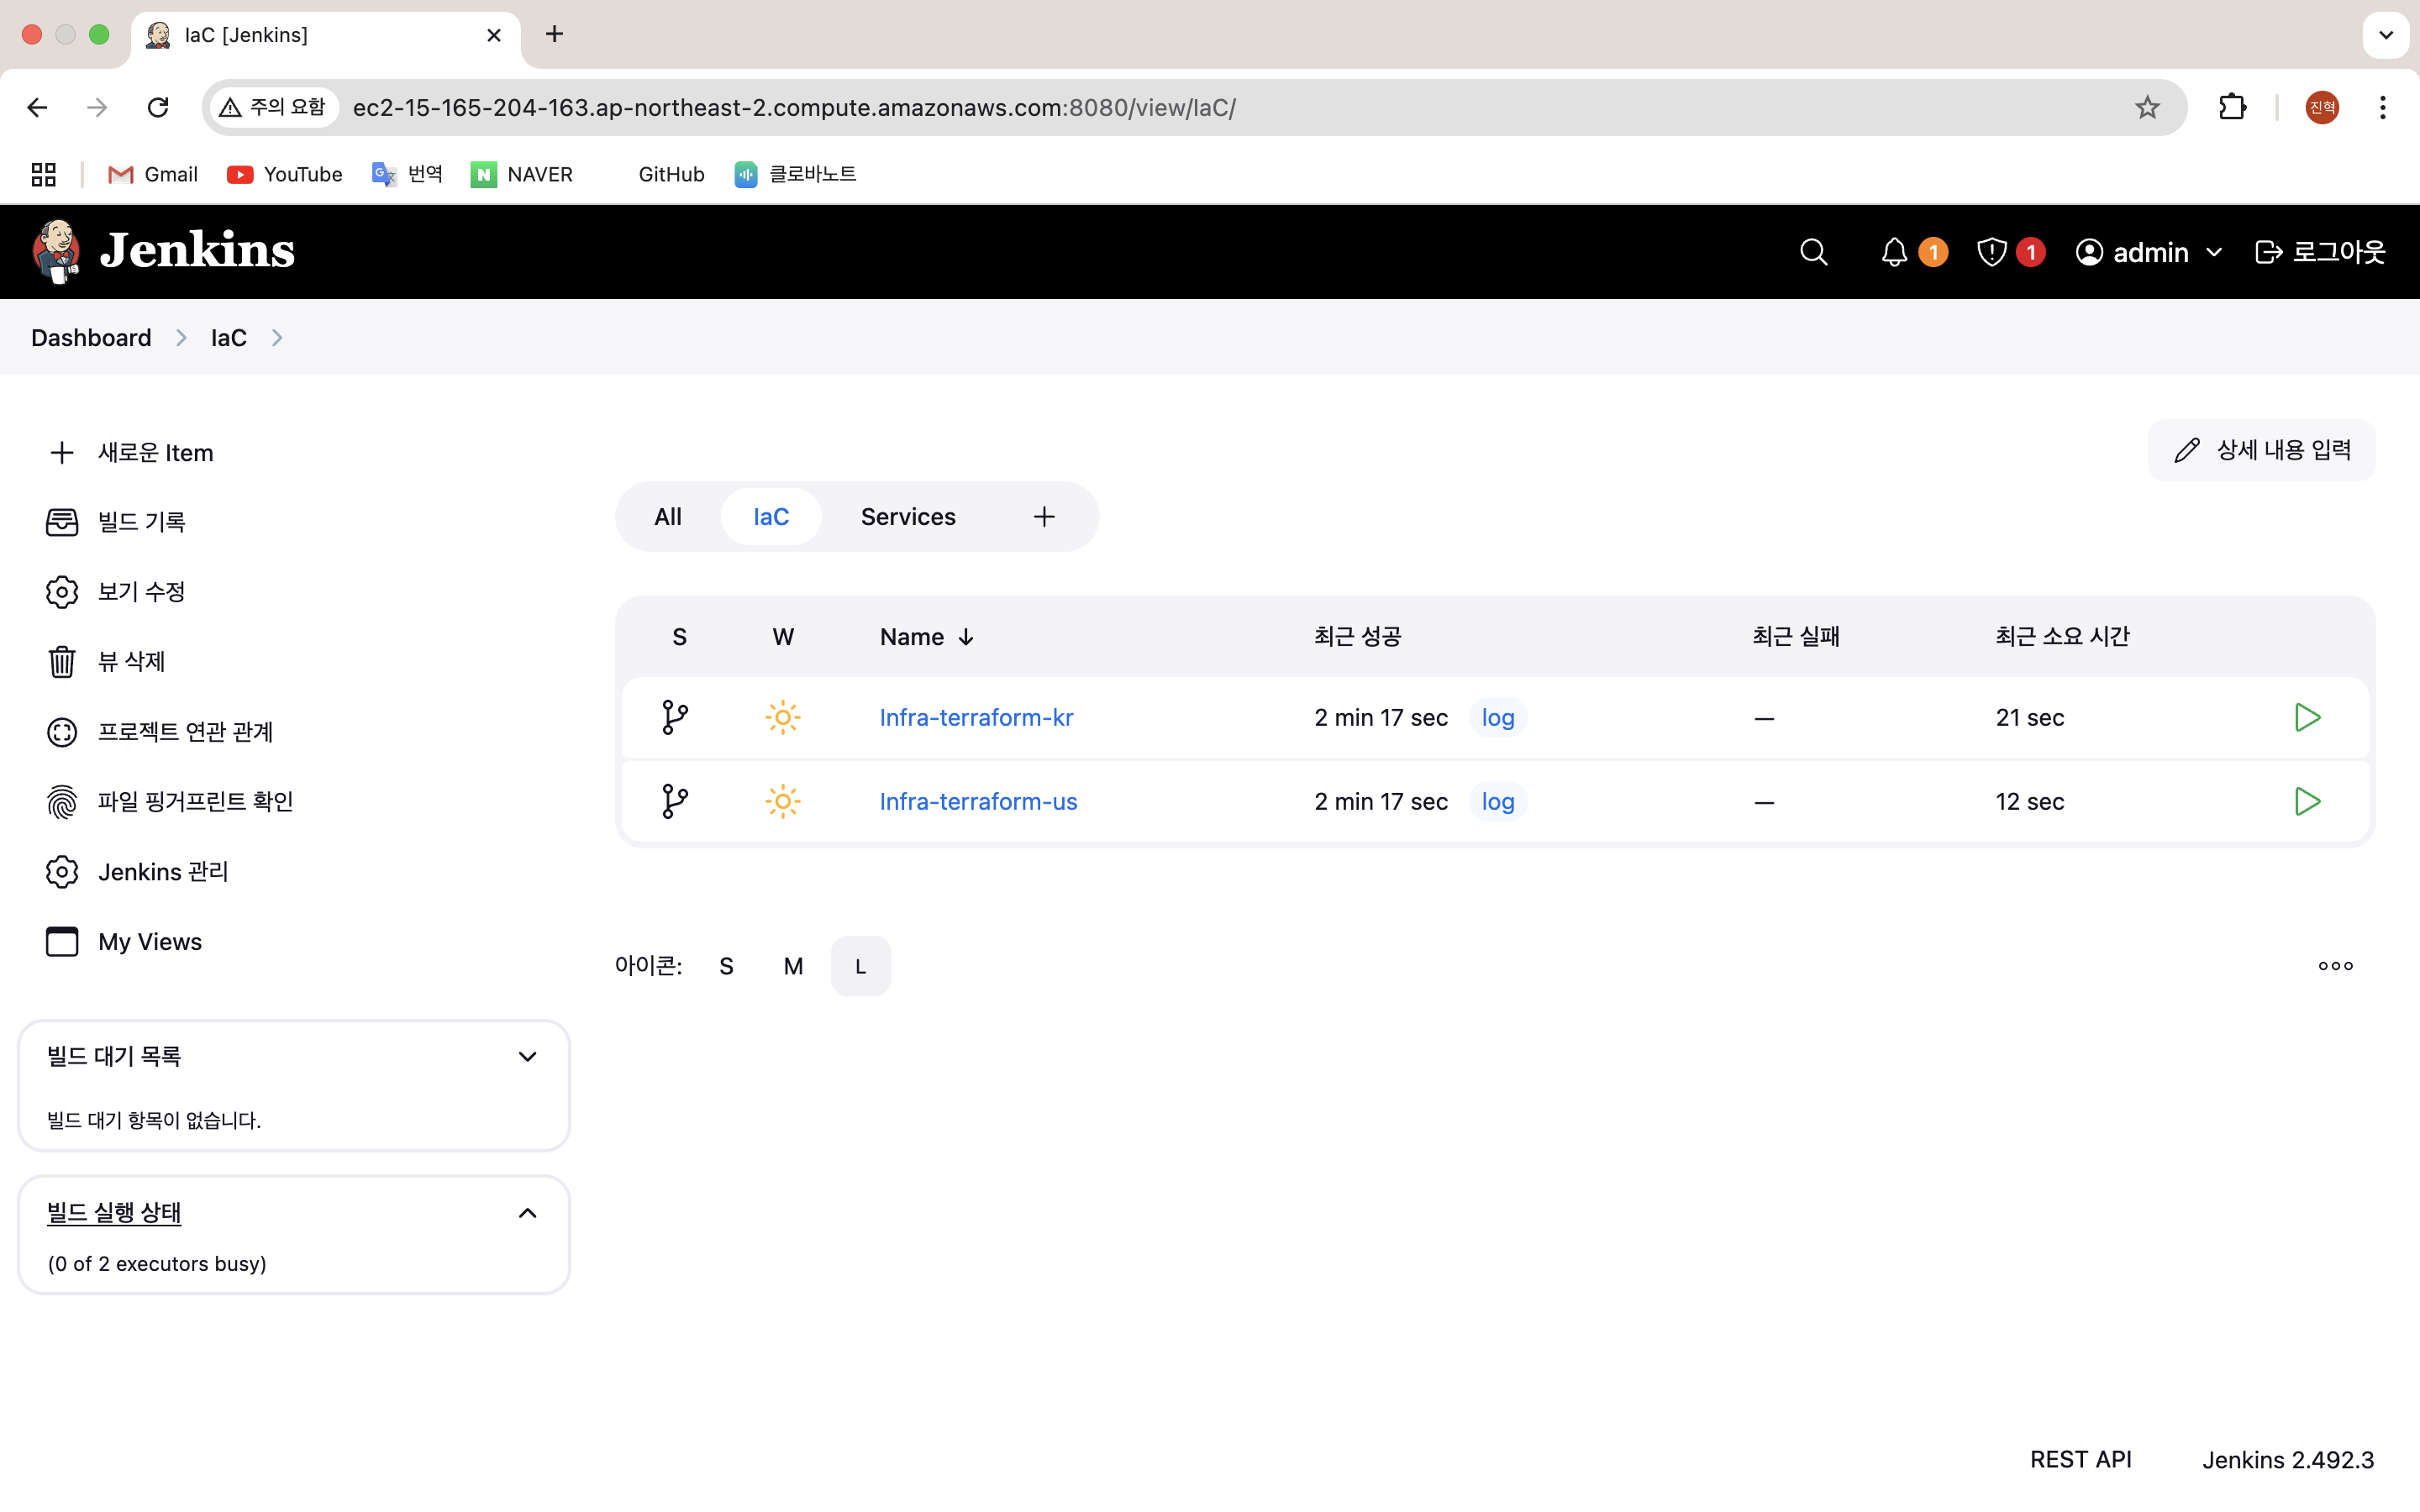 IaC [Jenkins]
주의 요함 ec2-15-165-204-163.ap-northeast-2.compute.amazonaws.com:8080/view/IaC/ 진혁
Gmail YouTube 번역 NAVER GitHub 클로바노트
Jenkins 1 1 admin 로그아웃
Dashboard IaC
상세 내용 입력
새로운 Item
빌드 기록
보기 수정
뷰 삭제
프로젝트 연관 관계
파일 핑거프린트 확인
Jenkins 관리
My Views
빌드 대기 목록
빌드 대기 항목이 없습니다.
빌드 실행 상태
(0 of 2 executors busy)
All IaC Services +
S W Name ↓ 최근 성공 최근 실패 최근 소요 시간
Infra-terraform-kr 2 min 17 sec log — 21 sec
Infra-terraform-us 2 min 17 sec log — 12 sec
아이콘: S M L
REST API Jenkins 2.492.3